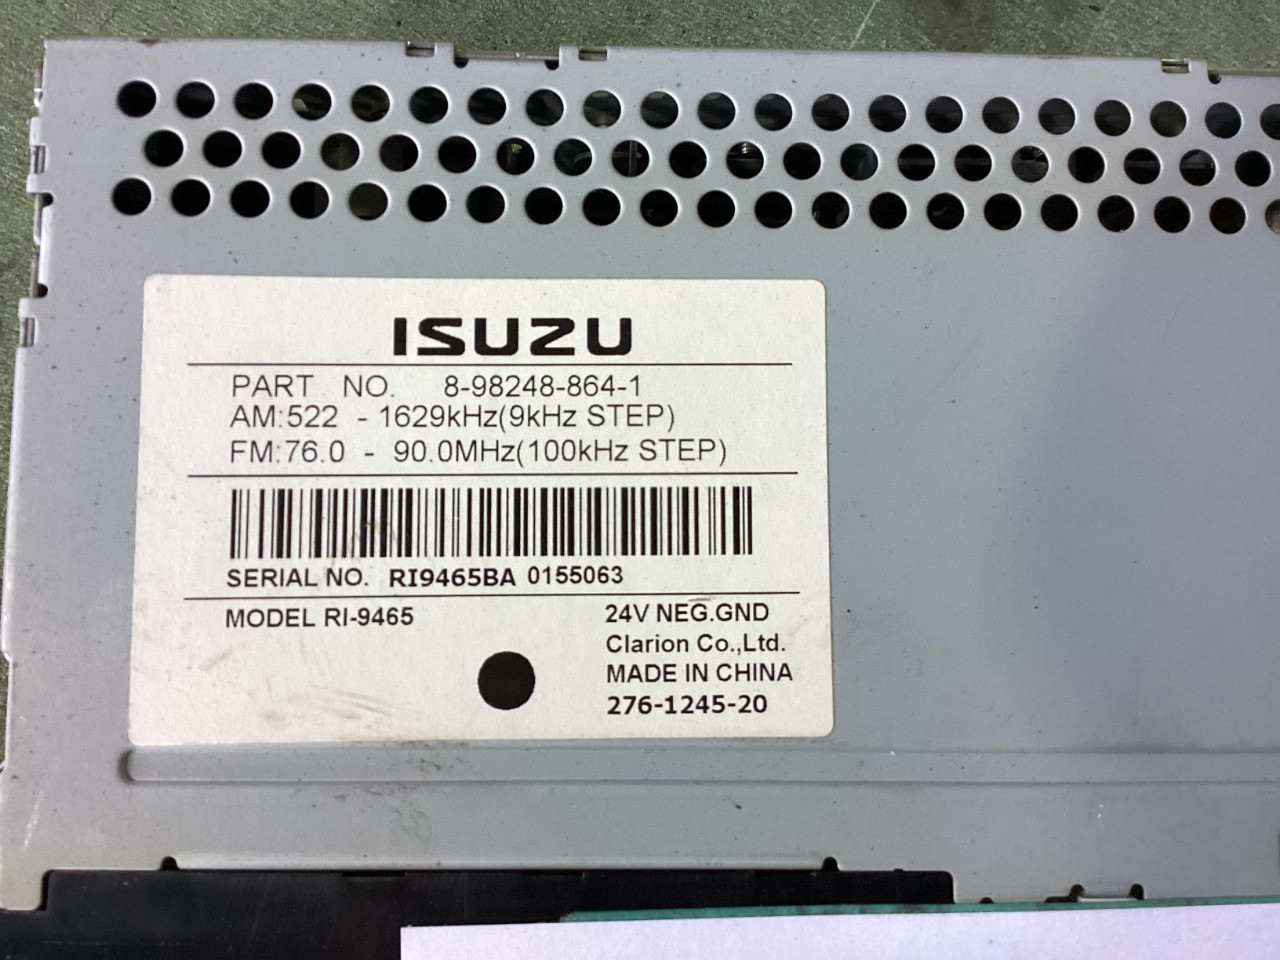 ISUZU
PART NO. 8-98248-864-1
AM:522 - 1629kHz(9kHz STEP)
FM:76.0 - 90.0MHz(100kHz STEP)
SERIAL NO. RI9465BA 0155063
MODEL RI-9465
24V NEG.GND
Clarion Co.,Ltd.
MADE IN CHINA
276-1245-20